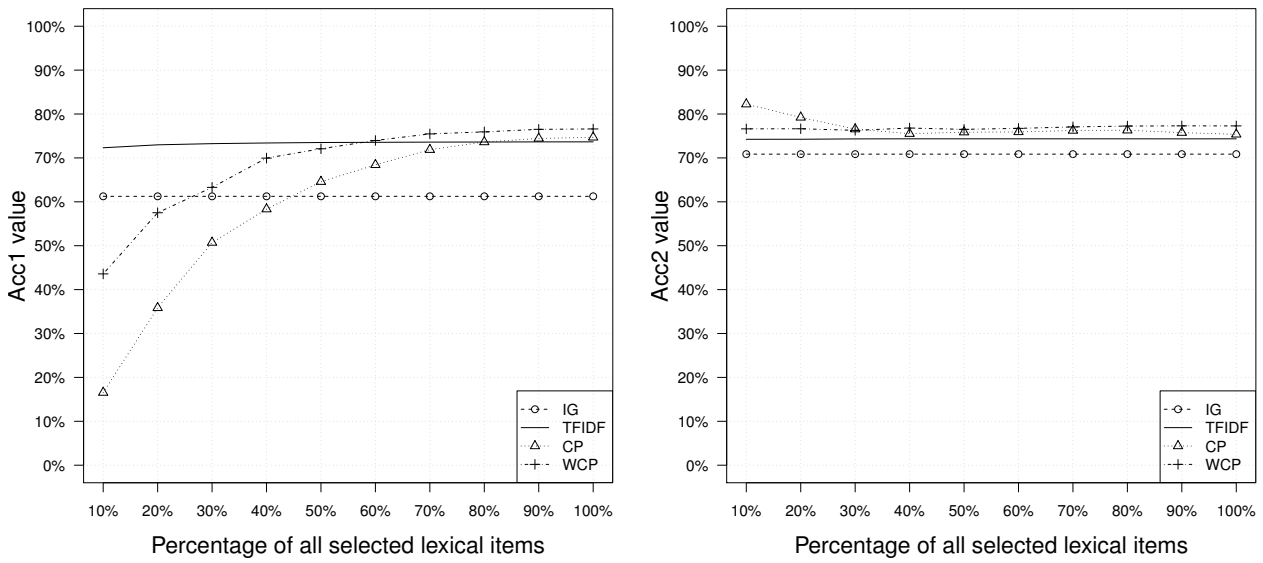 100%
90%
80%
70%
60%
50%
40%
30%
20%
10%
0%
Acc1 value
10% 20% 30% 40% 50% 60% 70% 80% 90% 100%
Percentage of all selected lexical items
IG
TFIDF
CP
WCP
100%
90%
80%
70%
60%
50%
40%
30%
20%
10%
0%
Acc2 value
10% 20% 30% 40% 50% 60% 70% 80% 90% 100%
Percentage of all selected lexical items
IG
TFIDF
CP
WCP